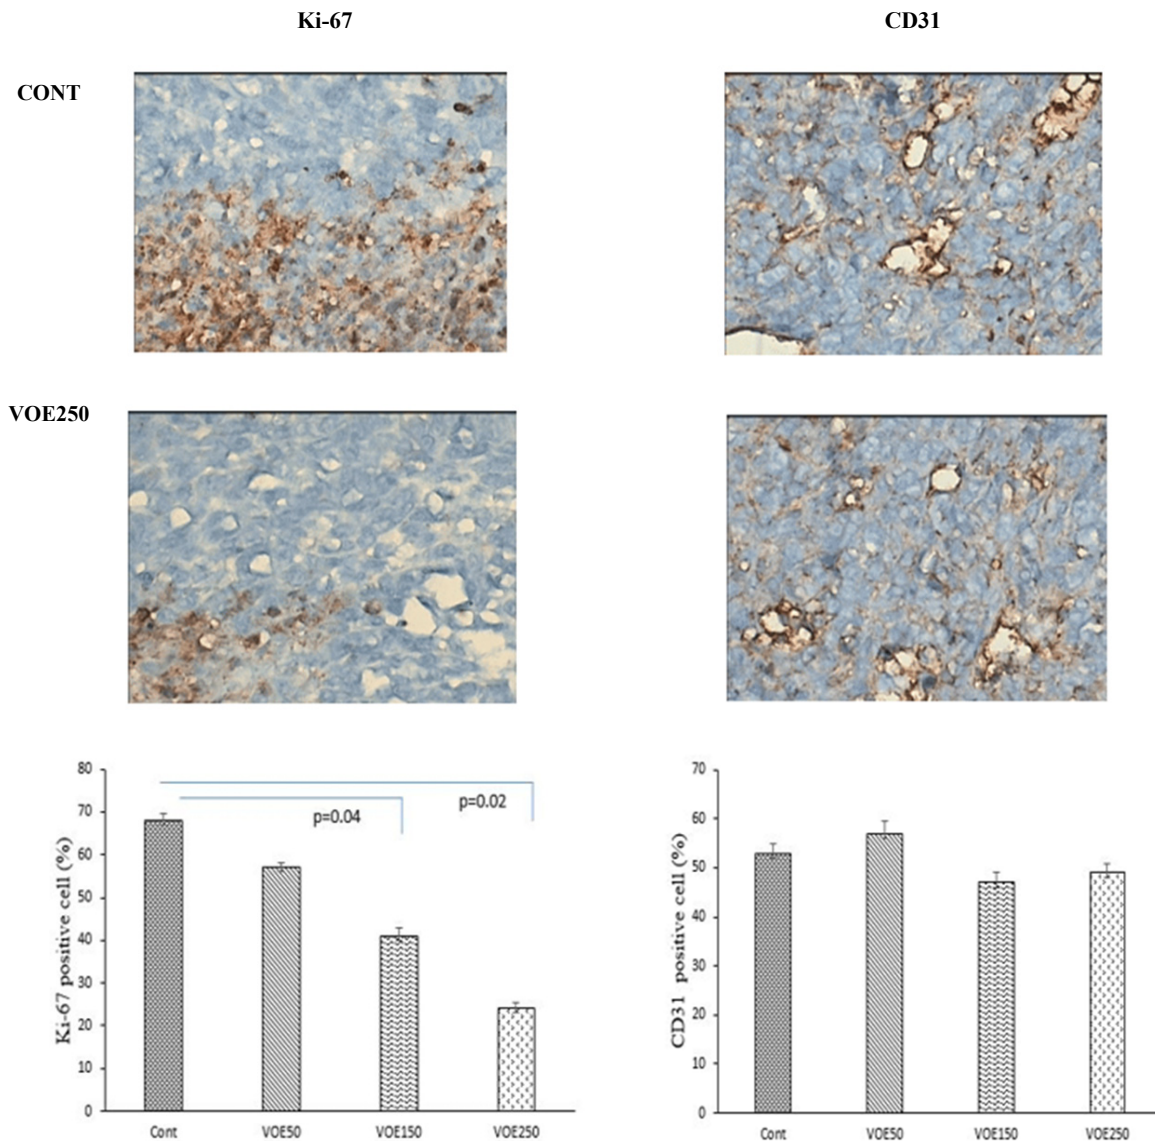 Ki-67
CD31
CONT
VOE250
80
70
60
50
40
30
20
10
0
Ki-67 positive cell (%)
p=0.04
p=0.02
Cont
VOE50
VOE150
VOE250
70
60
50
40
30
20
10
0
CD31 positive cell (%)
Cont
VOE50
VOE150
VOE250